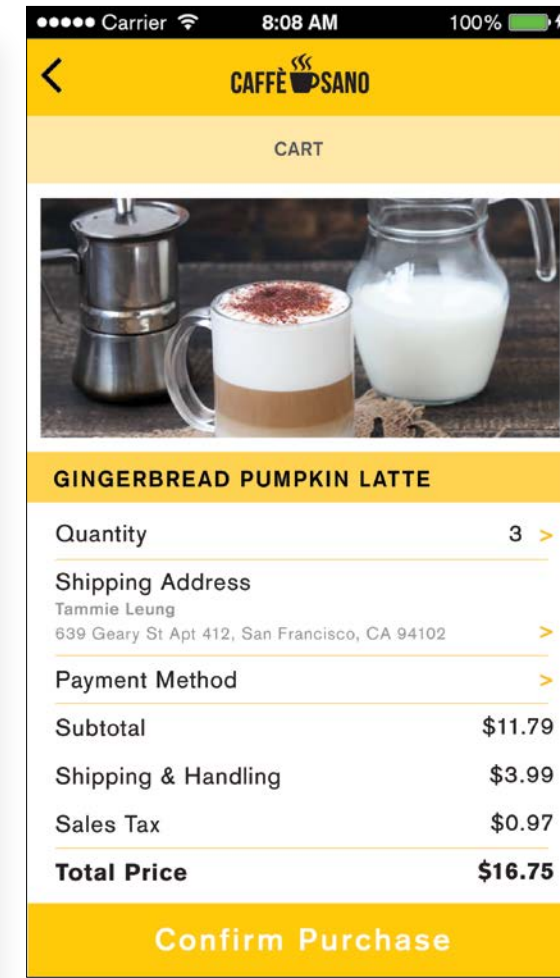 Carrier 8:08 AM 100%
CAFFÈ SANO
CART
GINGERBREAD PUMPKIN LATTE
Quantity 3 >
Shipping Address
Tammie Leung
639 Geary St Apt 412, San Francisco, CA 94102 >
Payment Method >
Subtotal $11.79
Shipping & Handling $3.99
Sales Tax $0.97
Total Price $16.75
Confirm Purchase